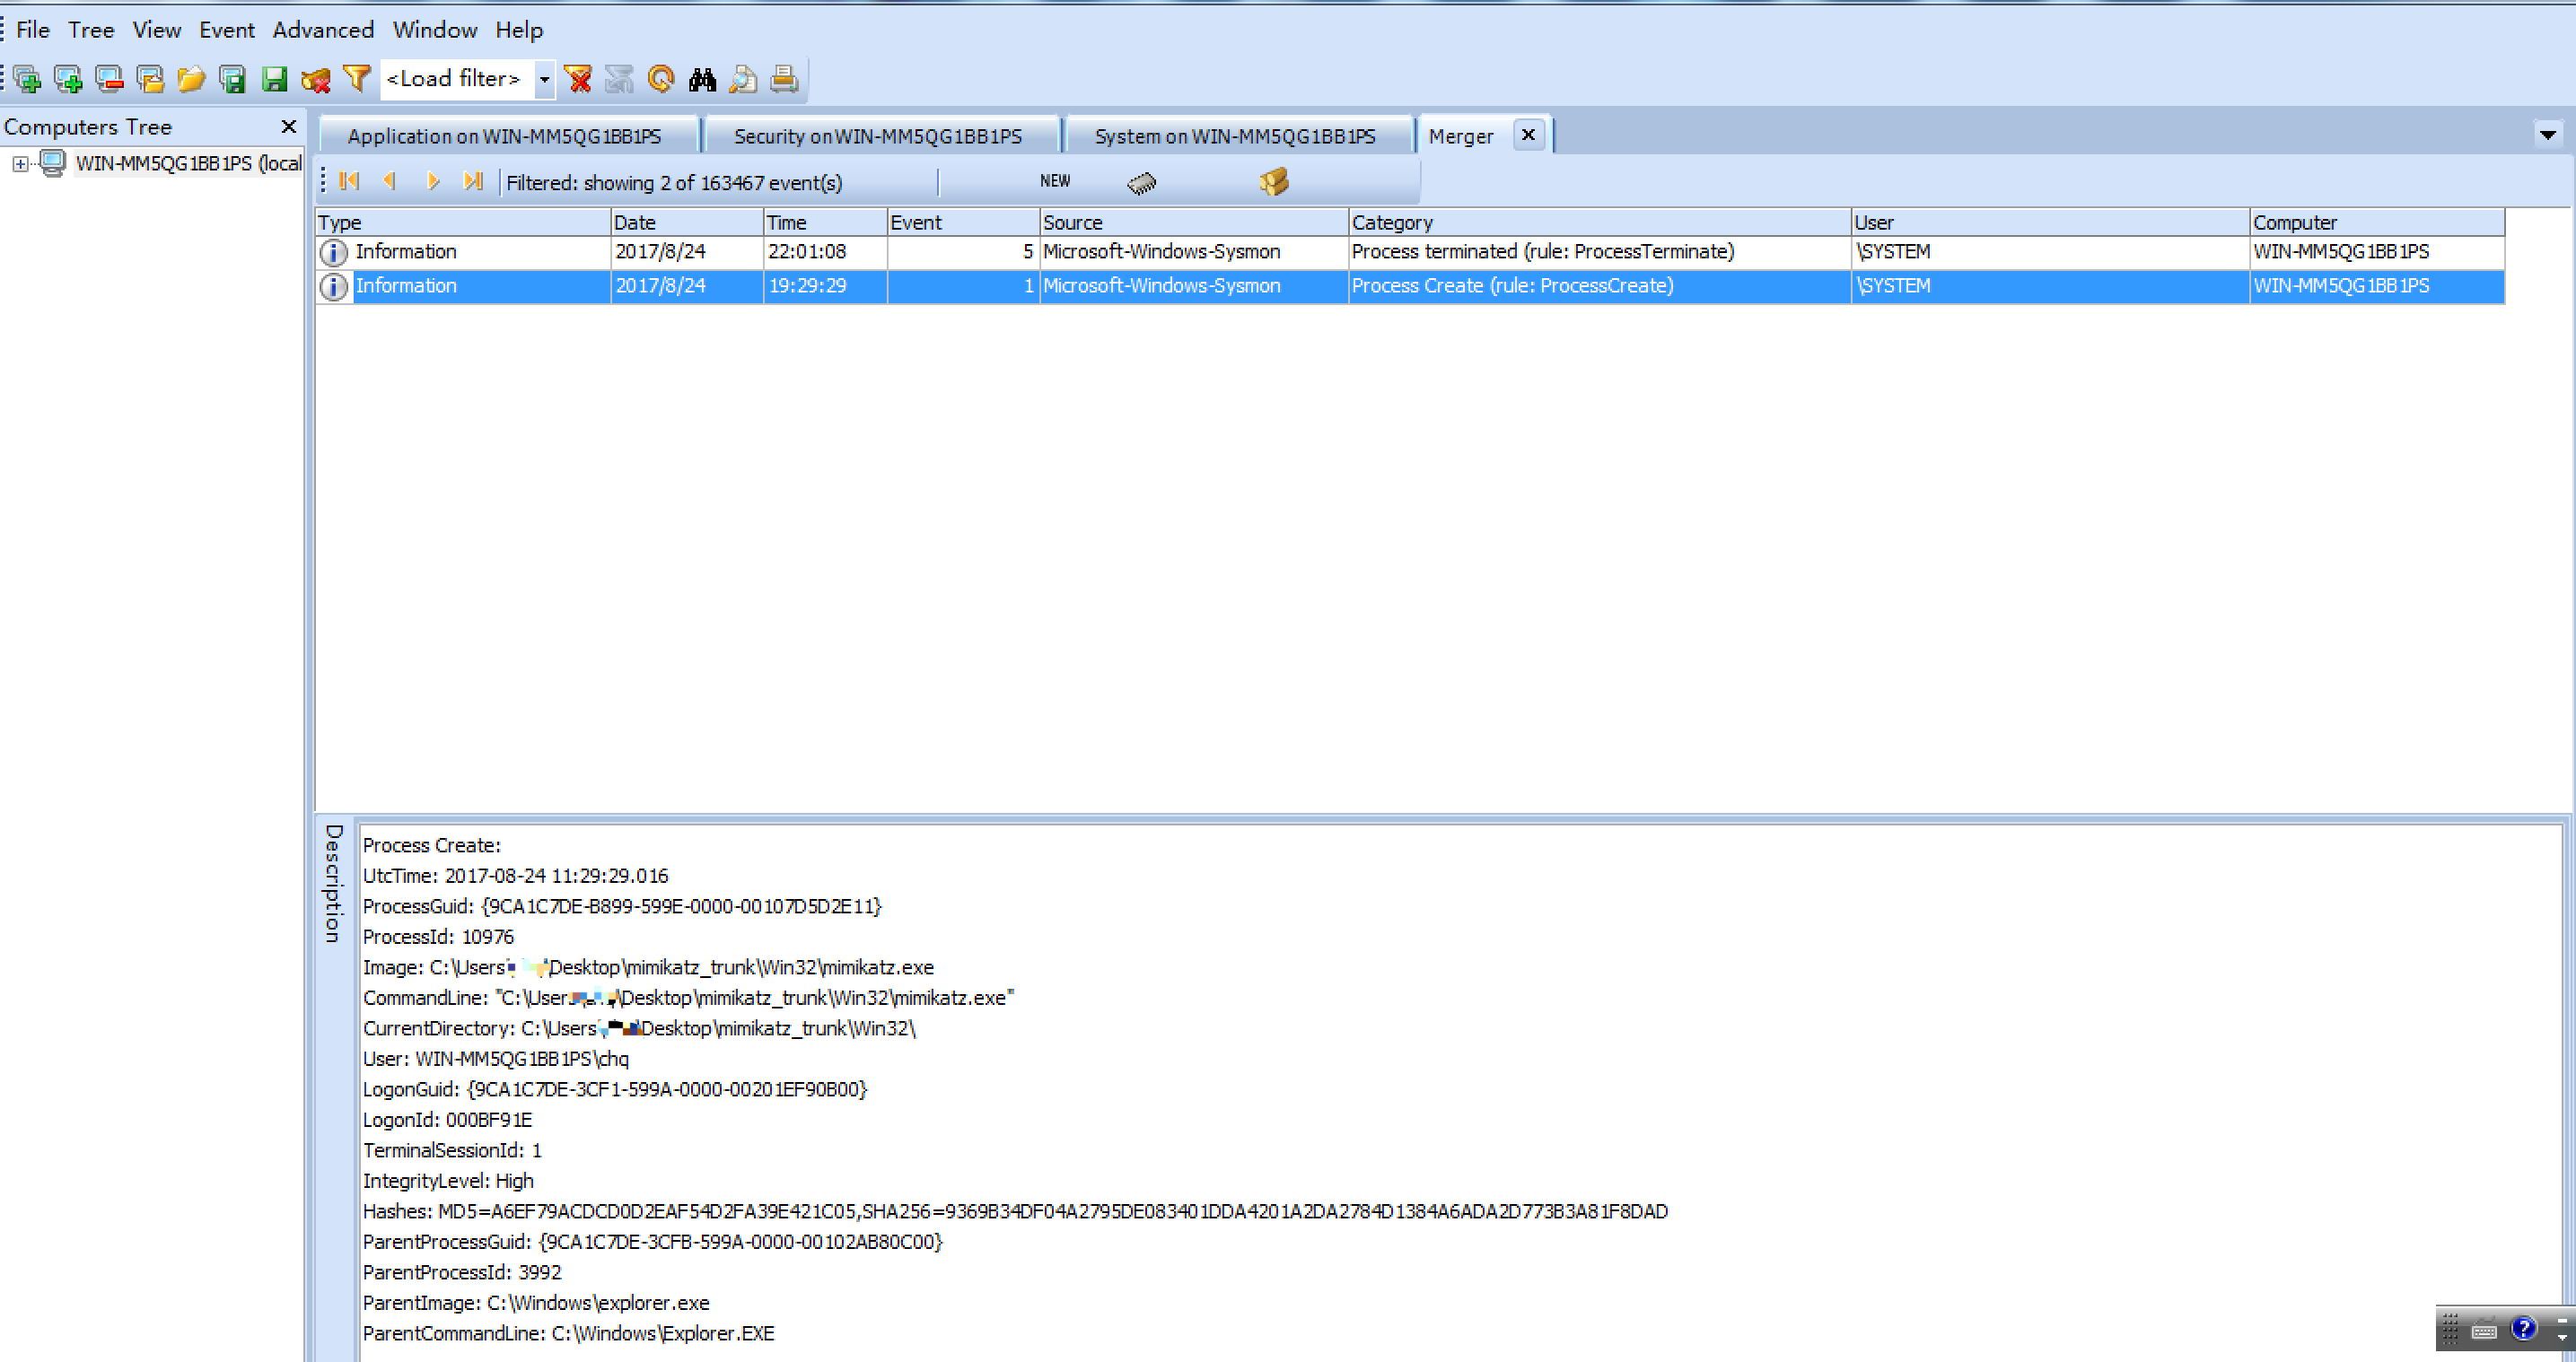 File Tree View Event Advanced Window Help
<Load filter>
Computers Tree
WIN-MM5QG1BB1PS (local
Application on WIN-MM5QG1BB1PS Security on WIN-MM5QG1BB1PS System on WIN-MM5QG1BB1PS Merger
Filtered: showing 2 of 163467 event(s) NEW
Type Date Time Event Source Category User Computer
Information 2017/8/24 22:01:08 5 Microsoft-Windows-Sysmon Process terminated (rule: ProcessTerminate) \SYSTEM WIN-MM5QG1BB1PS
Information 2017/8/24 19:29:29 1 Microsoft-Windows-Sysmon Process Create (rule: ProcessCreate) \SYSTEM WIN-MM5QG1BB1PS
Description
Process Create:
UtcTime: 2017-08-24 11:29:29.016
ProcessGuid: {9CA1C7DE-B899-599E-0000-00107D5D2E11}
ProcessId: 10976
Image: C:\Users Desktop\mimikatz_trunk\Win32\mimikatz.exe
CommandLine: "C:\User \Desktop\mimikatz_trunk\Win32\mimikatz.exe"
CurrentDirectory: C:\Users Desktop\mimikatz_trunk\Win32\
User: WIN-MM5QG1BB1PS\chq
LogonGuid: {9CA1C7DE-3CF1-599A-0000-00201EF90B00}
LogonId: 000BF91E
TerminalSessionId: 1
IntegrityLevel: High
Hashes: MD5=A6EF79ACDCD0D2EAF54D2FA39E421C05,SHA256=9369B34DF04A2795DE083401DDA4201A2DA2784D1384A6ADA2D773B3A81F8DAD
ParentProcessGuid: {9CA1C7DE-3CFB-599A-0000-00102AB80C00}
ParentProcessId: 3992
ParentImage: C:\Windows\explorer.exe
ParentCommandLine: C:\Windows\Explorer.EXE